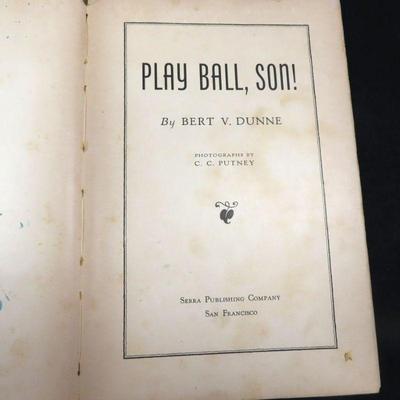 PLAY BALL, SON!
By BERT V. DUNNE
PHOTOGRAPHS BY
C. C. PUTNEY
SERRA PUBLISHING COMPANY
SAN FRANCISCO